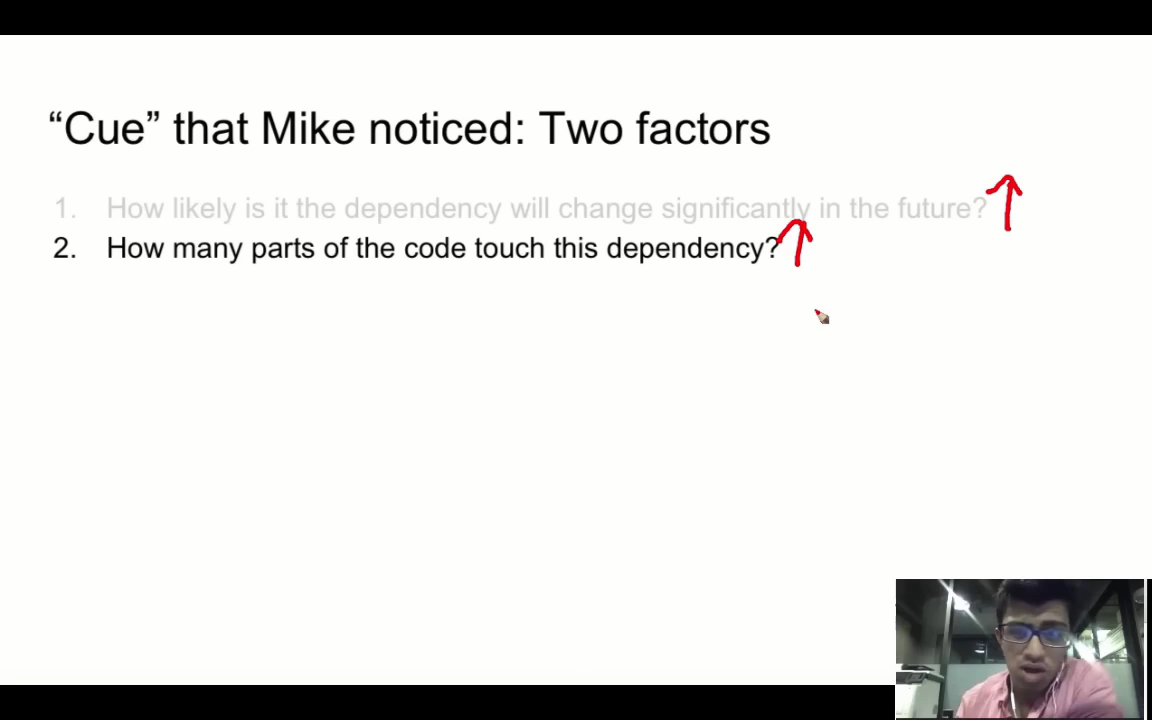 “Cue” that Mike noticed: Two factors
1. How likely is it the dependency will change significantly in the future?
2. How many parts of the code touch this dependency?